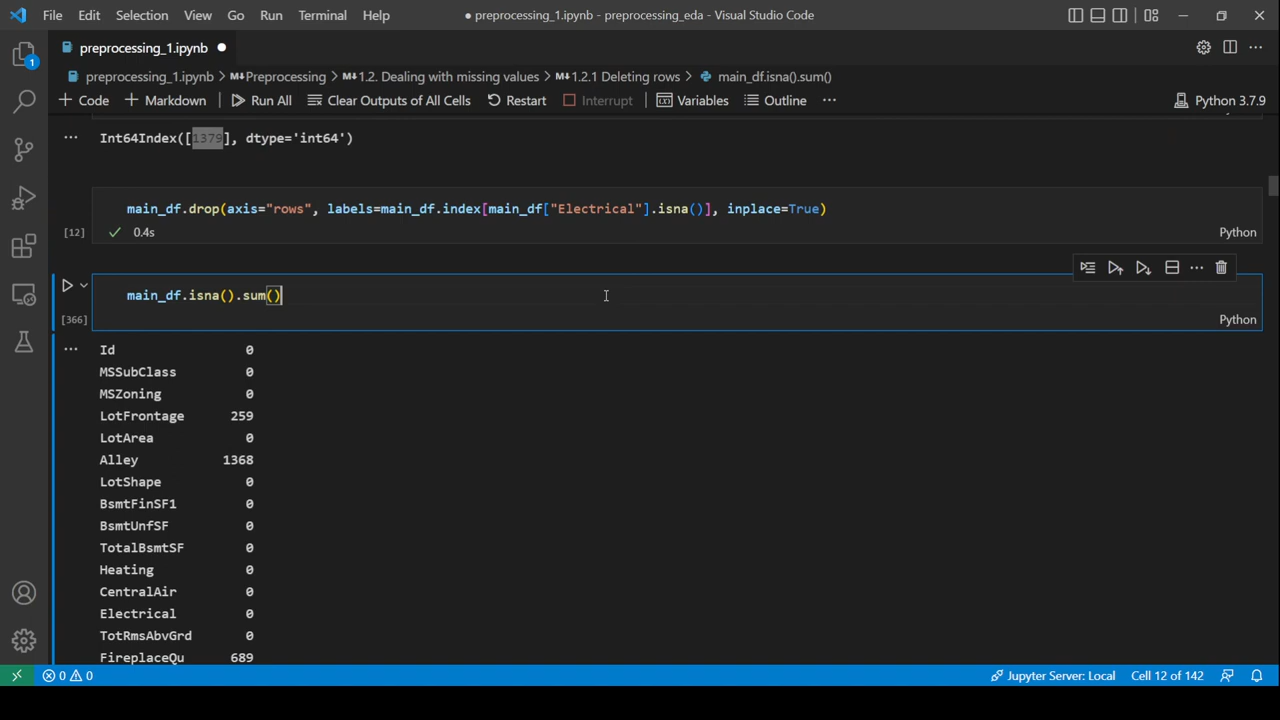 File Edit Selection View Go Run Terminal Help ● preprocessing_1.ipynb - preprocessing_eda - Visual Studio Code
1
preprocessing_1.ipynb ●
preprocessing_1.ipynb > M↓Preprocessing > M↓1.2. Dealing with missing values > M↓1.2.1 Deleting rows > main_df.isna().sum()
+ Code + Markdown Run All Clear Outputs of All Cells Restart Interrupt Variables Outline ... Python 3.7.9
... Int64Index([1379], dtype='int64')
main_df.drop(axis="rows", labels=main_df.index[main_df["Electrical"].isna()], inplace=True)
[12] ✓ 0.4s Python
main_df.isna().sum()
[366] Python
... Id 0
MSSubClass 0
MSZoning 0
LotFrontage 259
LotArea 0
Alley 1368
LotShape 0
BsmtFinSF1 0
BsmtUnfSF 0
TotalBsmtSF 0
Heating 0
CentralAir 0
Electrical 0
TotRmsAbvGrd 0
FireplaceQu 689
0 0 Jupyter Server: Local Cell 12 of 142